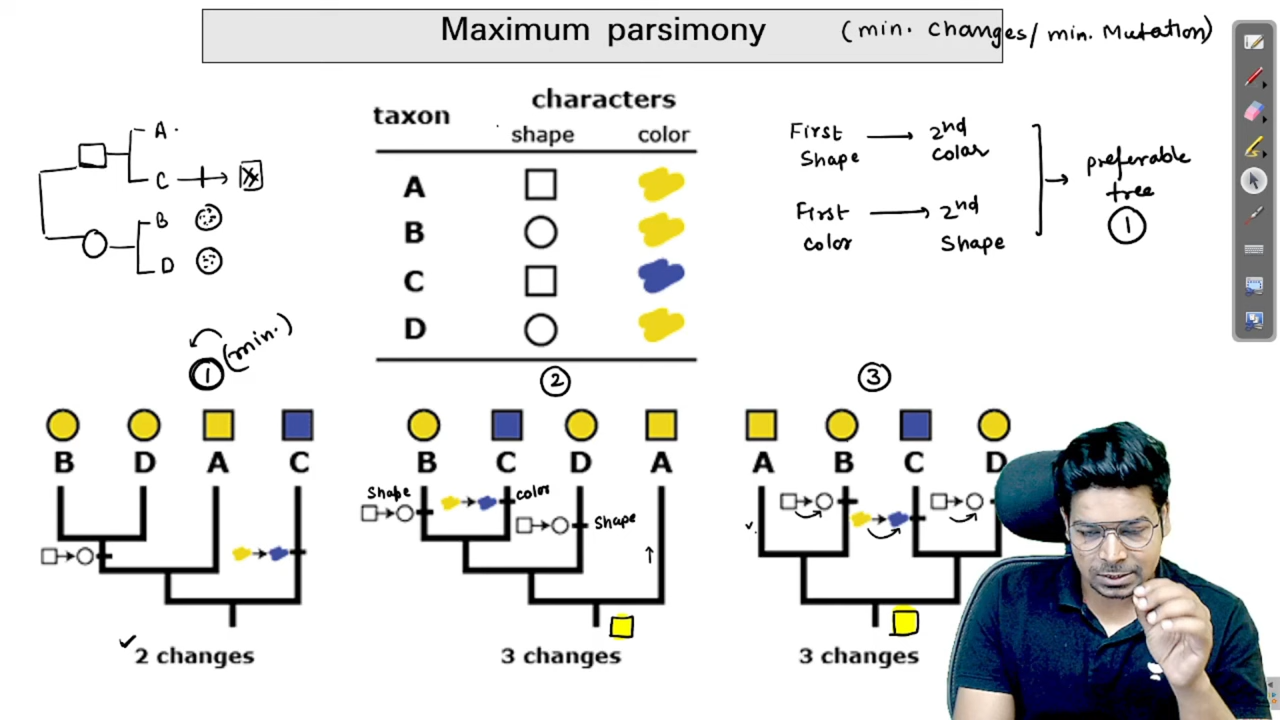 Maximum parsimony
(min. Changes/ min. Mutation)
characters
taxon
shape color
A
B
C
D
A
C
B
D
First Shape → 2nd Color
First color → 2nd Shape
preferable tree
1
1 (min.)
2
3
B D A C
B C D A
A B C D
Shape
color
Shape
2 changes
3 changes
3 changes